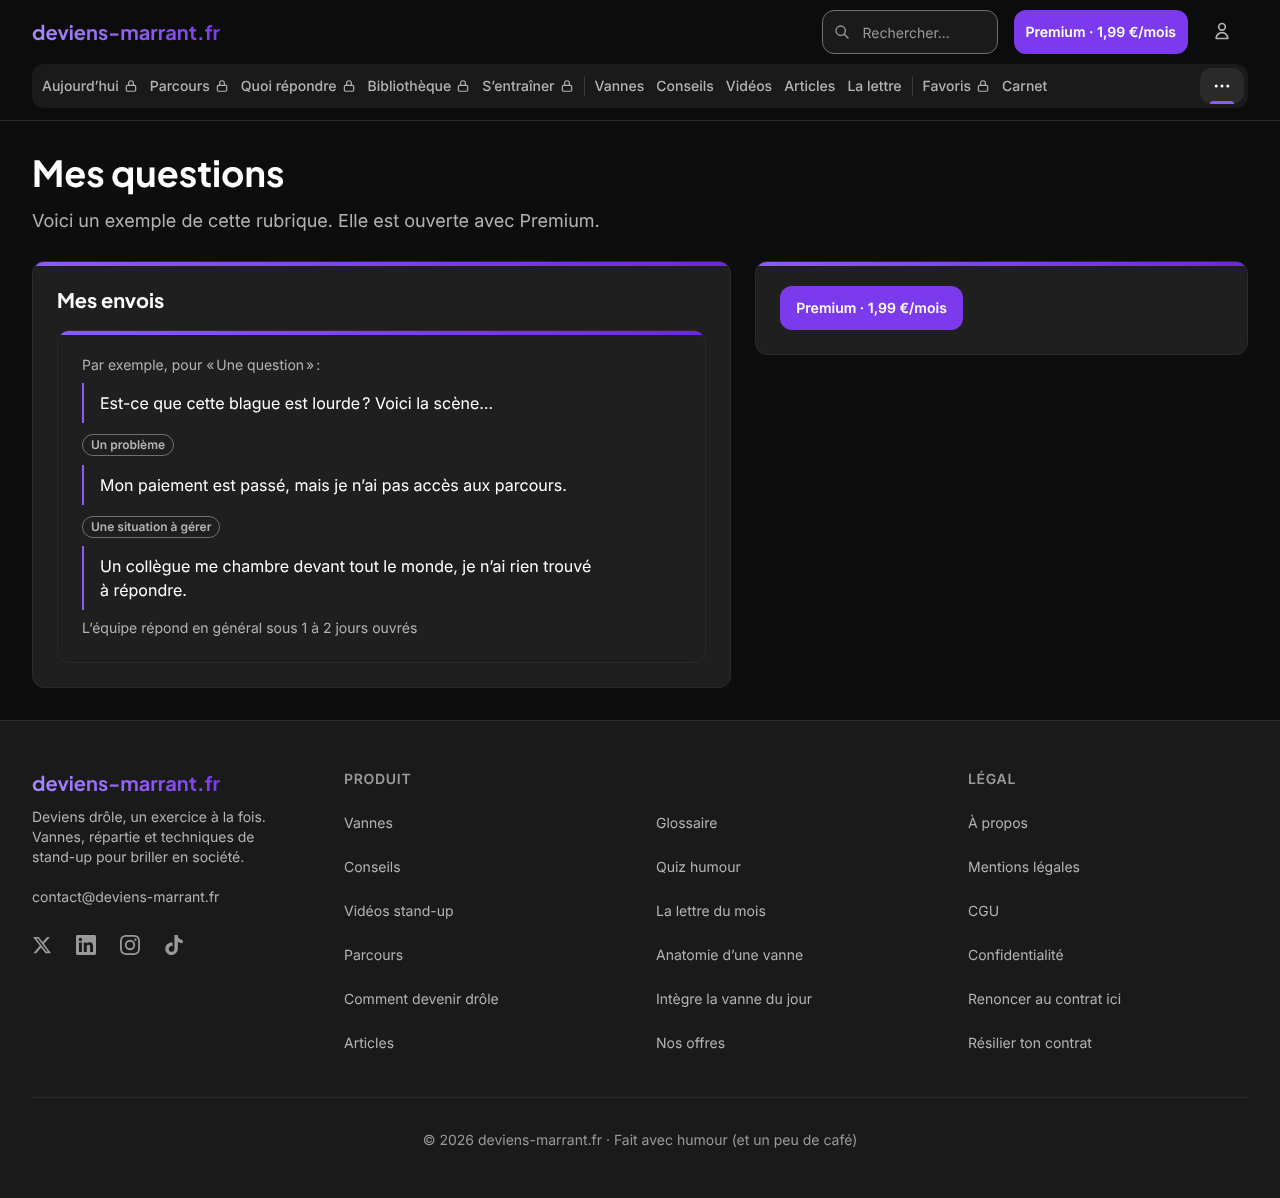 deviens-marrant.fr
Rechercher...
Premium · 1,99 €/mois
Aujourd’hui
Parcours
Quoi répondre
Bibliothèque
S’entraîner
Vannes
Conseils
Vidéos
Articles
La lettre
Favoris
Carnet
Mes questions
Voici un exemple de cette rubrique. Elle est ouverte avec Premium.
Mes envois
Par exemple, pour « Une question » :
Est-ce que cette blague est lourde ? Voici la scène…
Un problème
Mon paiement est passé, mais je n’ai pas accès aux parcours.
Une situation à gérer
Un collègue me chambre devant tout le monde, je n’ai rien trouvé
à répondre.
L’équipe répond en général sous 1 à 2 jours ouvrés
Premium · 1,99 €/mois
deviens-marrant.fr
Deviens drôle, un exercice à la fois.
Vannes, répartie et techniques de
stand-up pour briller en société.
contact@deviens-marrant.fr
PRODUIT
Vannes
Conseils
Vidéos stand-up
Parcours
Comment devenir drôle
Articles
Glossaire
Quiz humour
La lettre du mois
Anatomie d’une vanne
Intègre la vanne du jour
Nos offres
LÉGAL
À propos
Mentions légales
CGU
Confidentialité
Renoncer au contrat ici
Résilier ton contrat
© 2026 deviens-marrant.fr · Fait avec humour (et un peu de café)